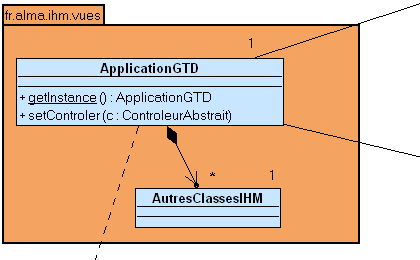 fr.alma.ihm.vues
1
ApplicationGTD
+ getInstance () : ApplicationGTD
+ setControler (c : ControleurAbstrait)
* 1
AutresClassesIHM